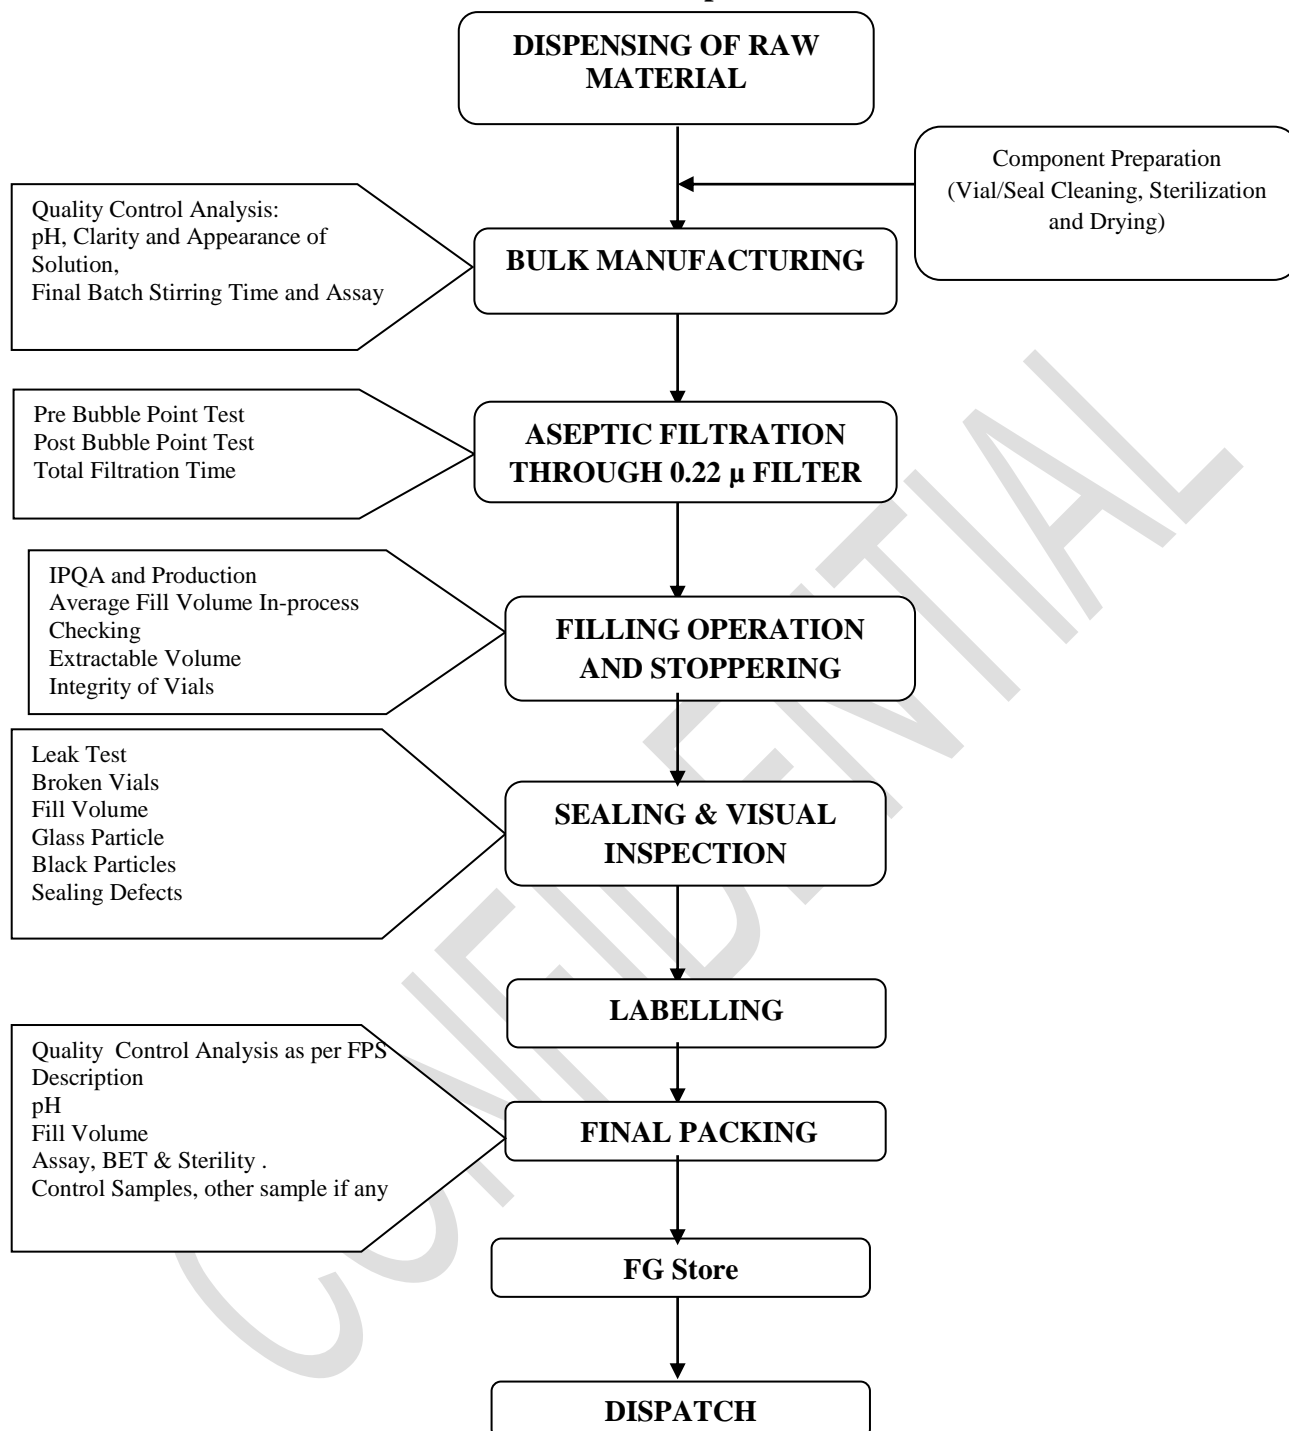 DISPENSING OF RAW
MATERIAL
Component Preparation
(Vial/Seal Cleaning, Sterilization
and Drying)
Quality Control Analysis:
pH, Clarity and Appearance of
Solution,
Final Batch Stirring Time and Assay
BULK MANUFACTURING
Pre Bubble Point Test
Post Bubble Point Test
Total Filtration Time
ASEPTIC FILTRATION
THROUGH 0.22 µ FILTER
IPQA and Production
Average Fill Volume In-process
Checking
Extractable Volume
Integrity of Vials
FILLING OPERATION
AND STOPPERING
Leak Test
Broken Vials
Fill Volume
Glass Particle
Black Particles
Sealing Defects
SEALING & VISUAL
INSPECTION
LABELLING
Quality  Control Analysis as per FPS
Description
pH
Fill Volume
Assay, BET & Sterility .
Control Samples, other sample if any
FINAL PACKING
FG Store
DISPATCH
CONFIDENTIAL